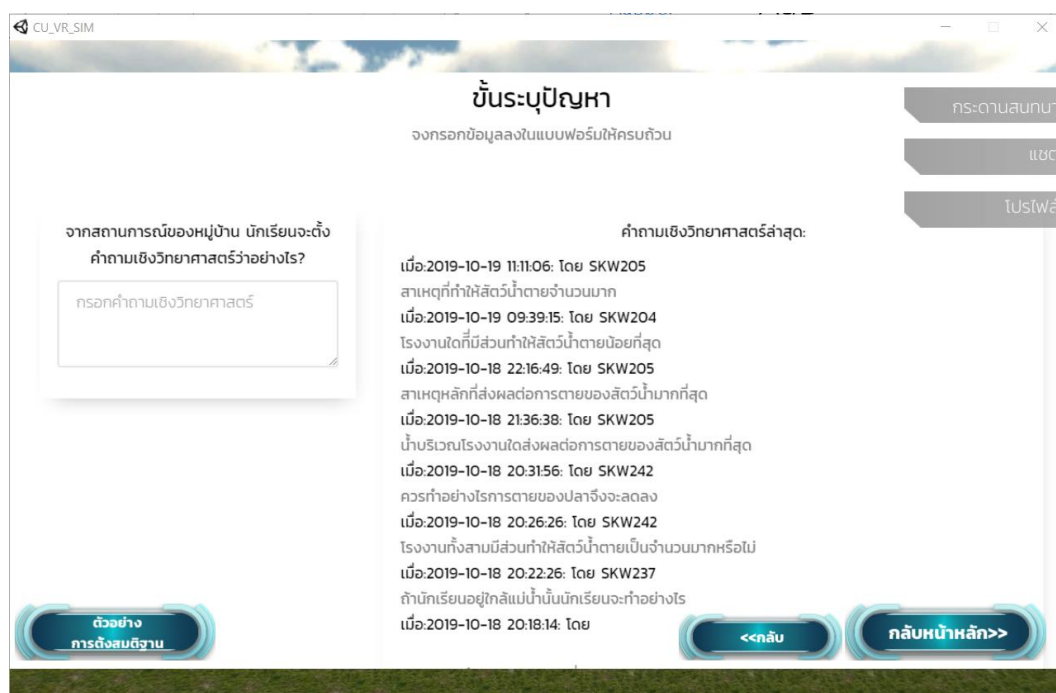 CU_VR_SIM
ขั้นระบุปัญหา
จงกรอกข้อมูลลงในแบบฟอร์มให้ครบถ้วน
กระดานสนทนา
แชต
โปรไฟล์
จากสถานการณ์ของหมู่บ้าน นักเรียนจะตั้ง
คำถามเชิงวิทยาศาสตร์ว่าอย่างไร?
กรอกคำถามเชิงวิทยาศาสตร์
คำถามเชิงวิทยาศาสตร์ล่าสุด:
เมื่อ:2019-10-19 11:11:06: โดย SKW205
สาเหตุที่ทำให้สัตว์น้ำตายจำนวนมาก
เมื่อ:2019-10-19 09:39:15: โดย SKW204
โรงงานใดที่มีส่วนทำให้สัตว์น้ำตายน้อยที่สุด
เมื่อ:2019-10-18 22:16:49: โดย SKW205
สาเหตุหลักที่ส่งผลต่อการตายของสัตว์น้ำมากที่สุด
เมื่อ:2019-10-18 21:36:38: โดย SKW205
น้ำบริเวณโรงงานใดส่งผลต่อการตายของสัตว์น้ำมากที่สุด
เมื่อ:2019-10-18 20:31:56: โดย SKW242
ควรทำอย่างไรการตายของปลาจึงจะลดลง
เมื่อ:2019-10-18 20:26:26: โดย SKW242
โรงงานทั้งสามมีส่วนทำให้สัตว์น้ำตายเป็นจำนวนมากหรือไม่
เมื่อ:2019-10-18 20:22:26: โดย SKW237
ถ้านักเรียนอยู่ใกล้แม่น้ำนั้นนักเรียนจะทำอย่างไร
เมื่อ:2019-10-18 20:18:14: โดย
ตัวอย่าง
การตั้งสมติฐาน
<<กลับ
กลับหน้าหลัก>>